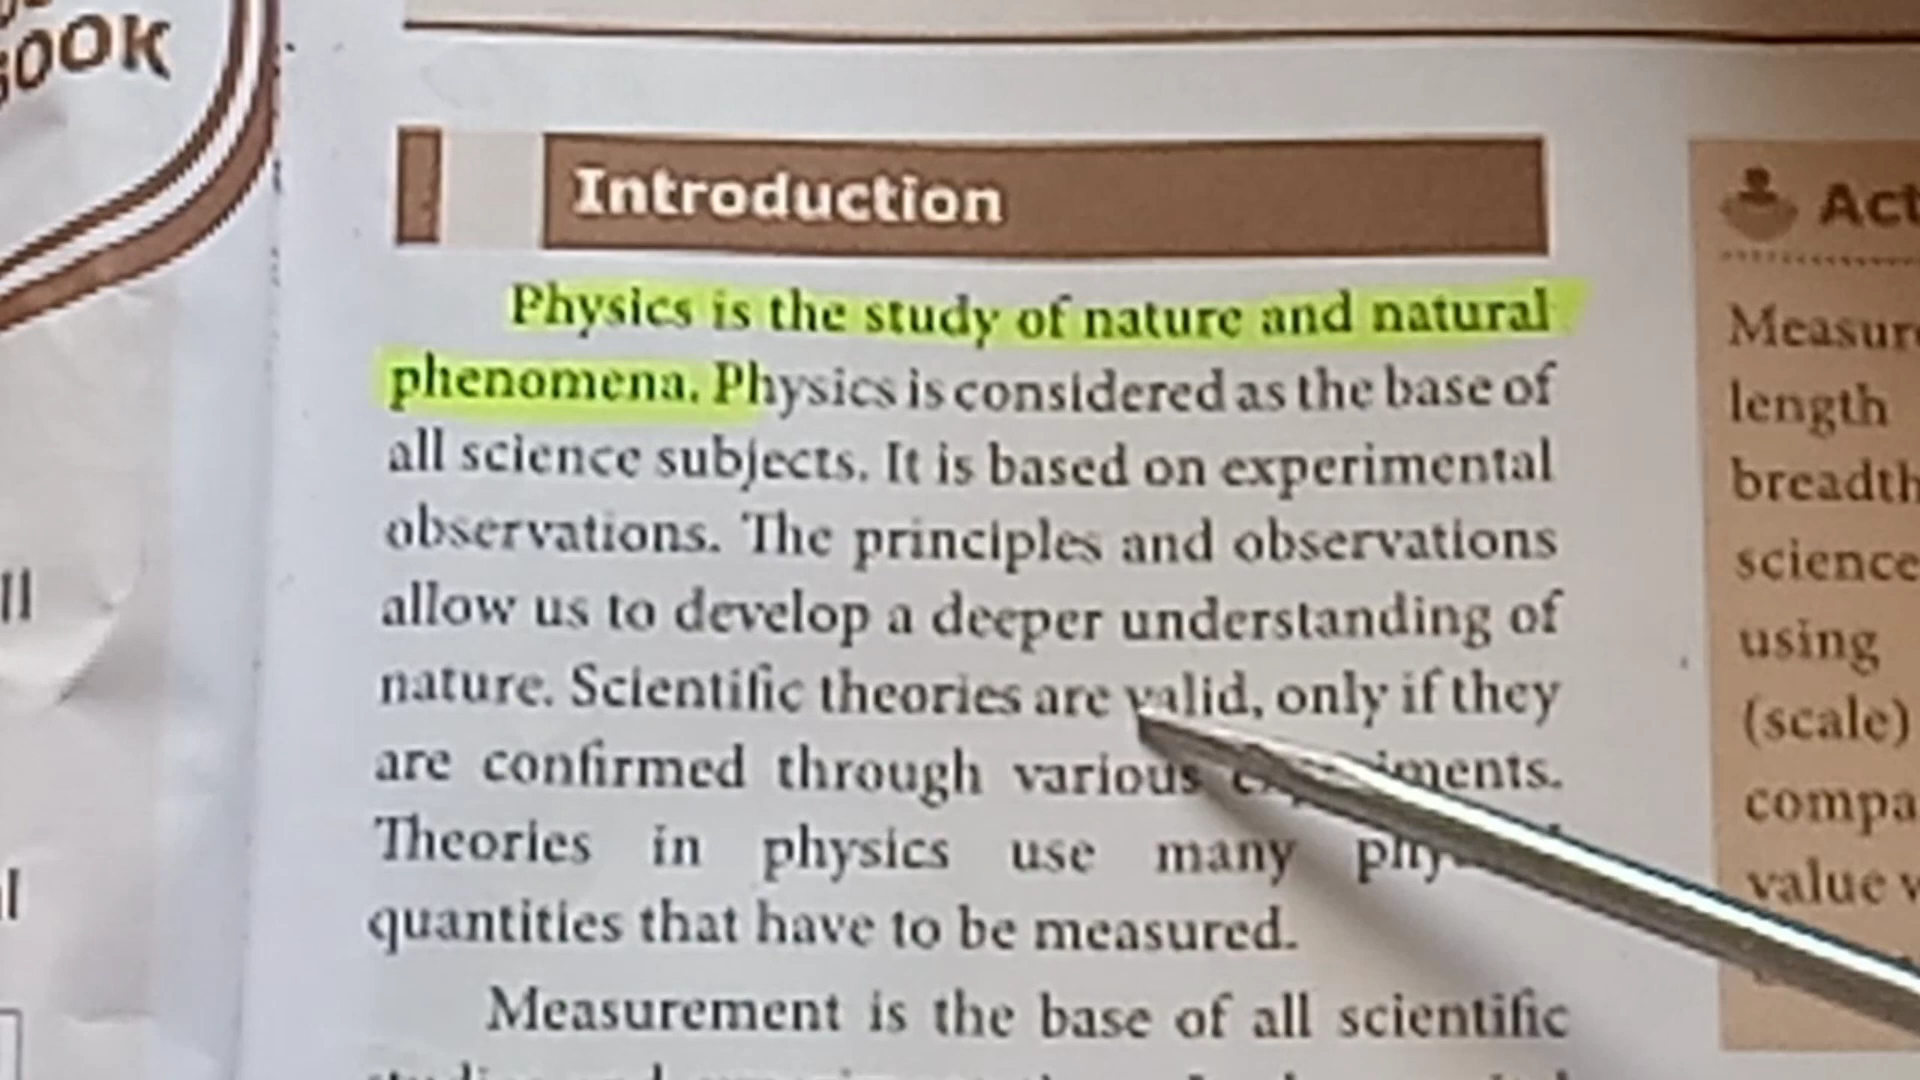 OOK
ll
l
Introduction
Physics is the study of nature and natural
phenomena. Physics is considered as the base of
all science subjects. It is based on experimental
observations. The principles and observations
allow us to develop a deeper understanding of
nature. Scientific theories are valid, only if they
are confirmed through various
Theories in physics use many
quantities that have to be measured.
Measurement is the base of all scientific
Act
Measure
length
breadth
science
using
(scale)
compa
value